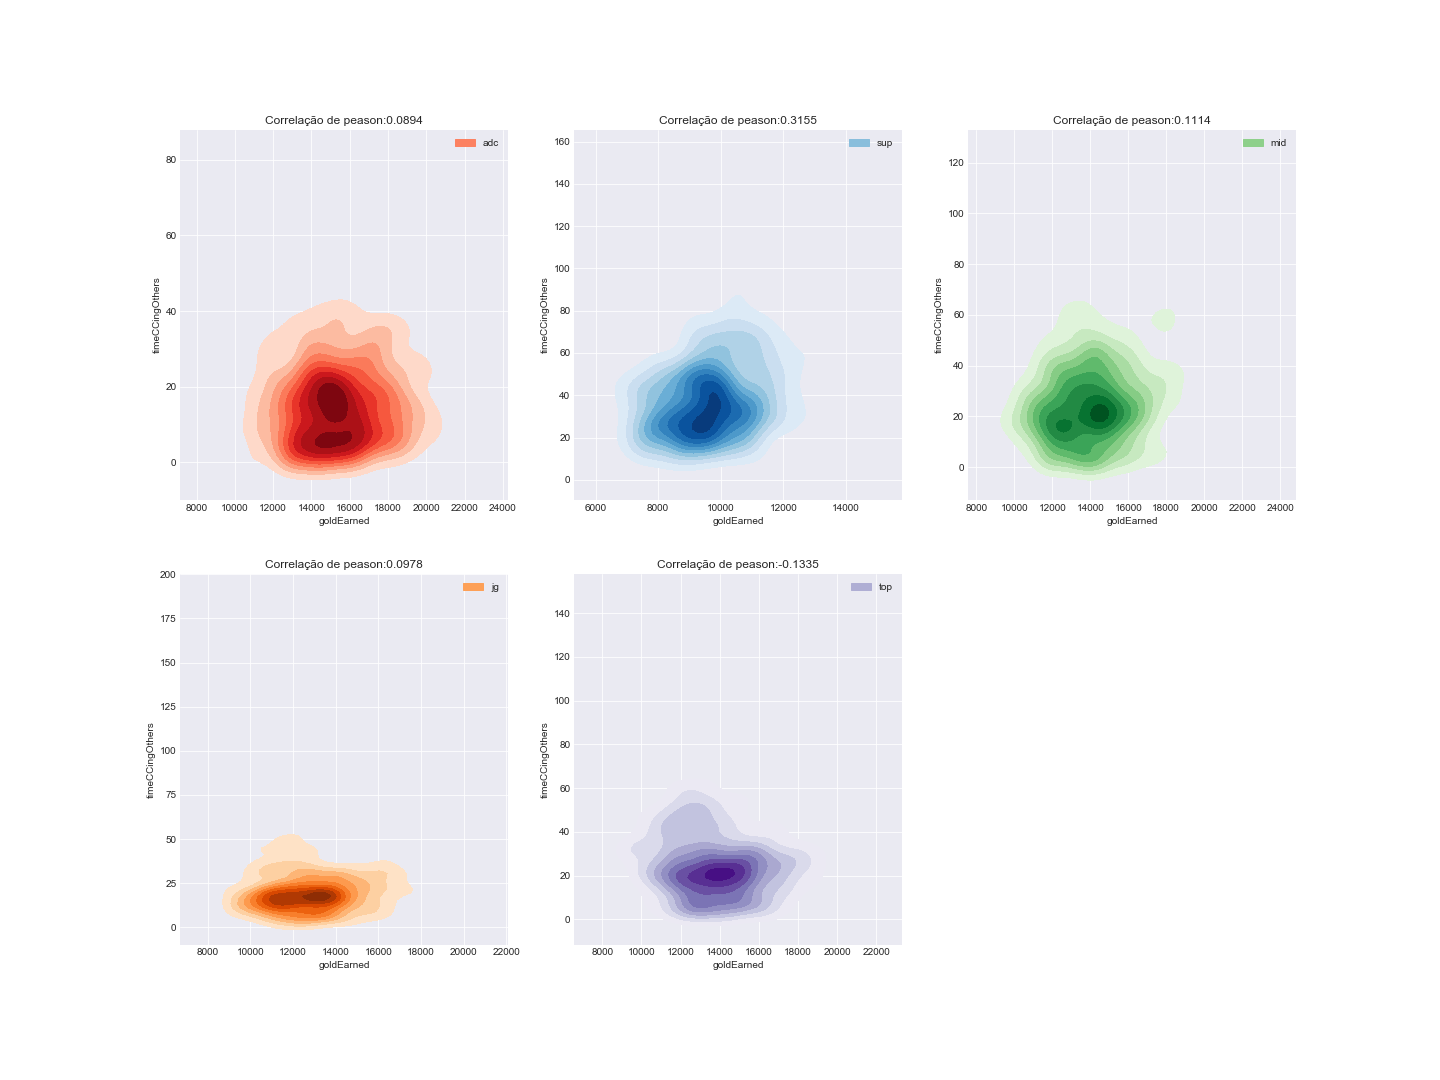 Correlação de peason:0.0894
adc
80
60
40
20
0
timeCCingOthers
8000 10000 12000 14000 16000 18000 20000 22000 24000
goldEarned
Correlação de peason:0.3155
sup
160
140
120
100
80
60
40
20
0
timeCCingOthers
6000 8000 10000 12000 14000
goldEarned
Correlação de peason:0.1114
mid
120
100
80
60
40
20
0
timeCCingOthers
8000 10000 12000 14000 16000 18000 20000 22000 24000
goldEarned
Correlação de peason:0.0978
jg
200
175
150
125
100
75
50
25
0
timeCCingOthers
8000 10000 12000 14000 16000 18000 20000 22000
goldEarned
Correlação de peason:-0.1335
top
140
120
100
80
60
40
20
0
timeCCingOthers
8000 10000 12000 14000 16000 18000 20000 22000
goldEarned